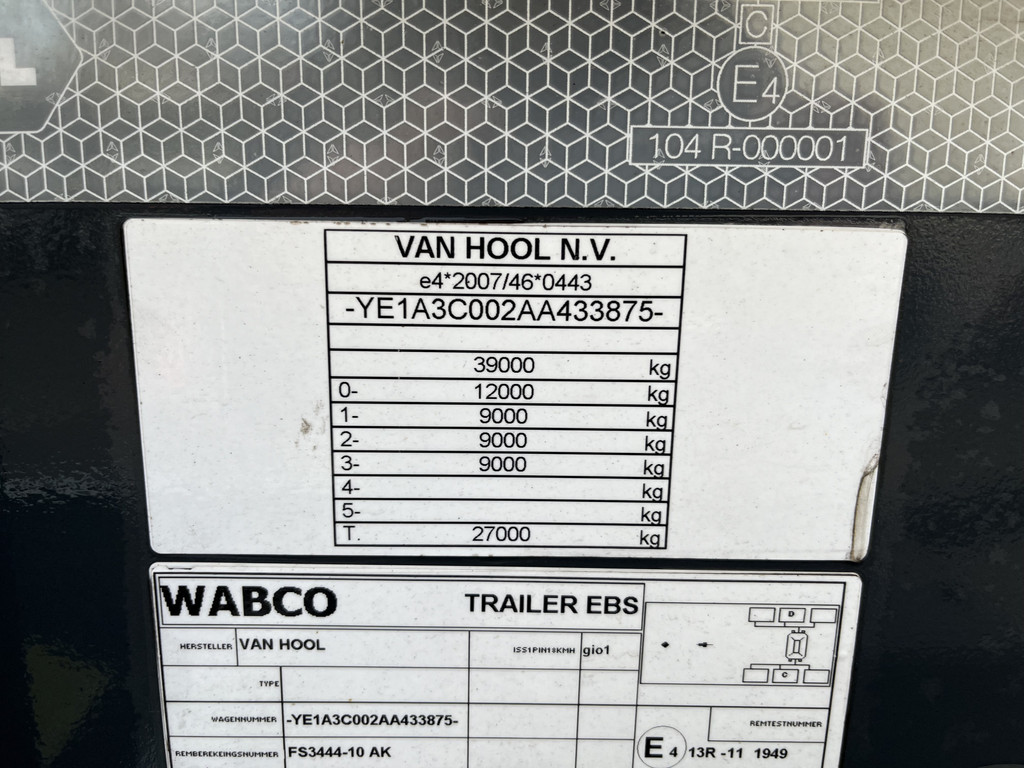 C
E4
104 R-000001
VAN HOOL N.V.
e4*2007/46*0443
-YE1A3C002AA433875-
39000 kg
0- 12000 kg
1- 9000 kg
2- 9000 kg
3- 9000 kg
4- kg
5- kg
T. 27000 kg
WABCO TRAILER EBS
HERSTELLER VAN HOOL ISS1PIN18KMH gio1
TYPE
WAGENNUMMER -YE1A3C002AA433875-
REMBEREKEINGSNUMMER FS3444-10 AK
D
C
REMTESTNUMMER
E 4 13R -11 1949